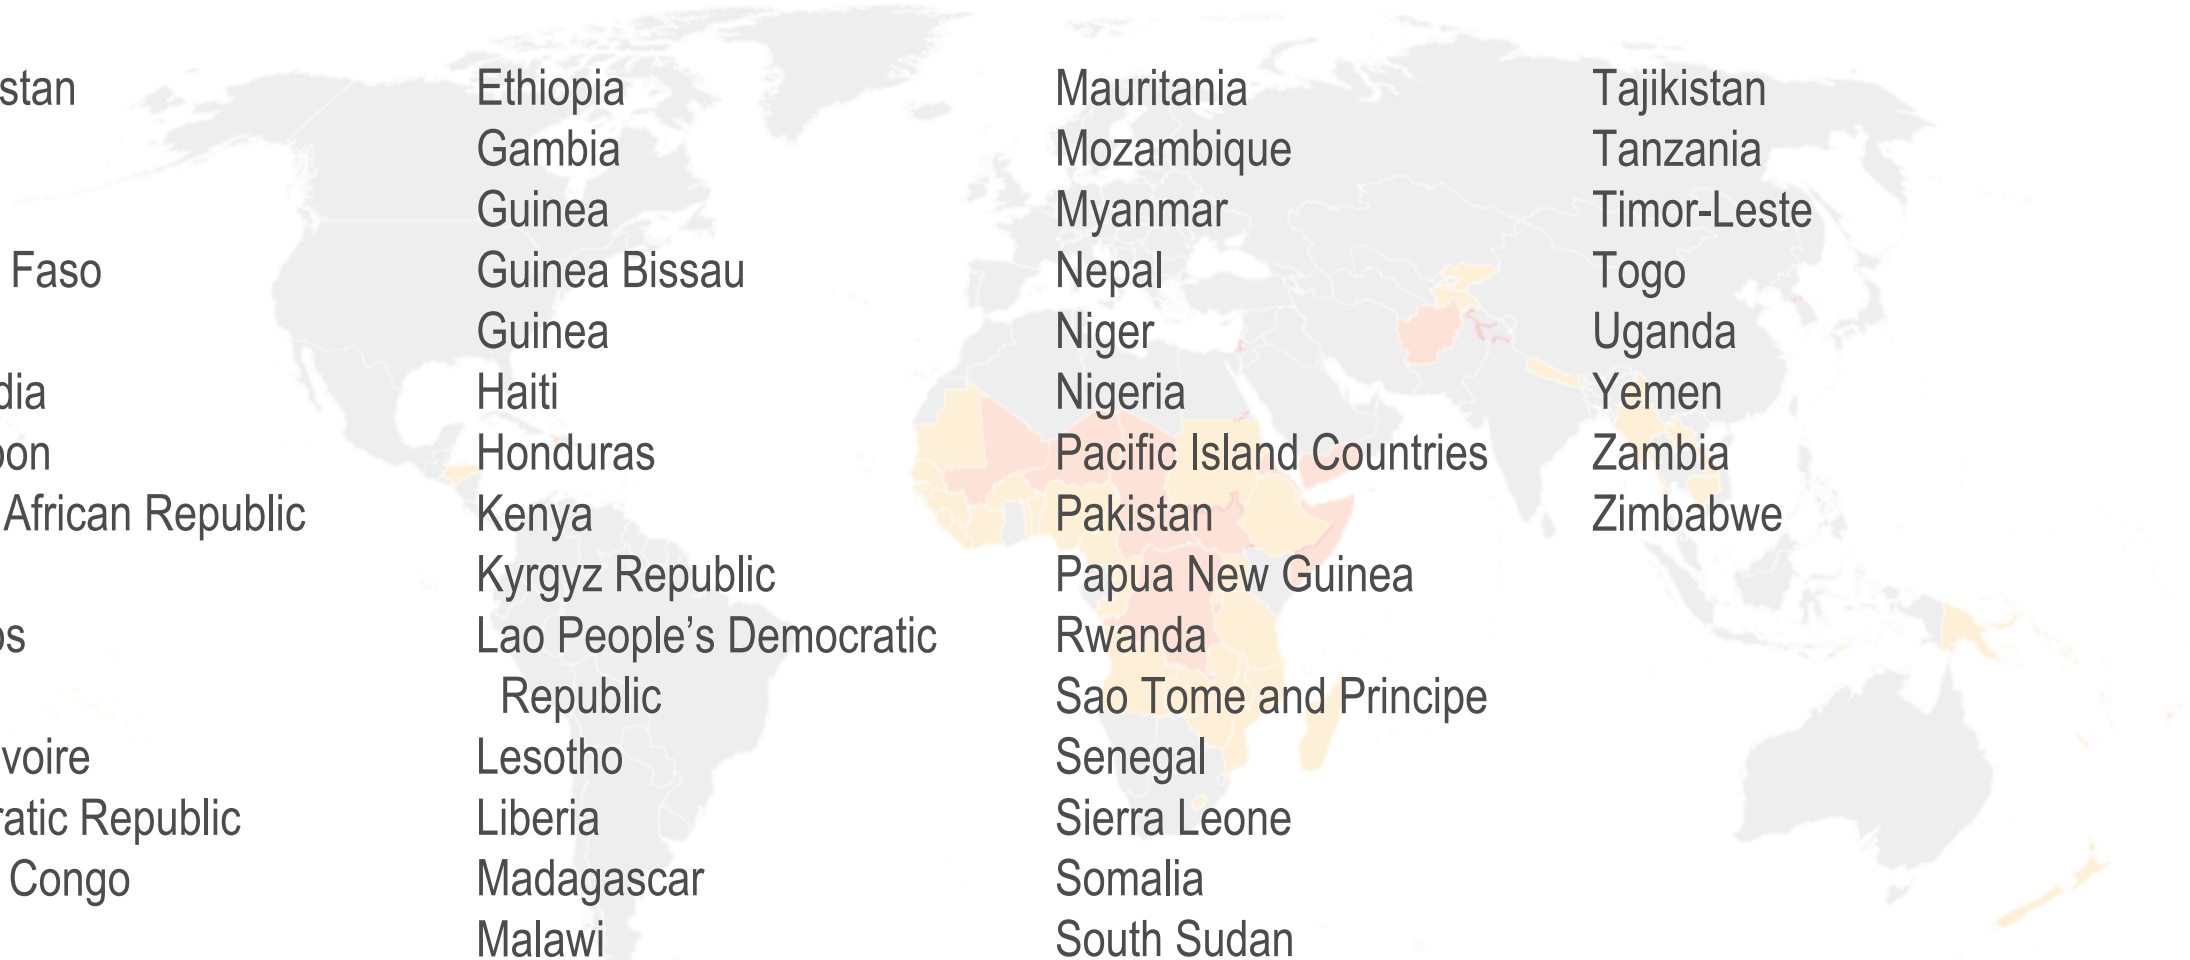 stan
Faso
dia
oon
African Republic
os
voire
ratic Republic
Congo
Ethiopia
Gambia
Guinea
Guinea Bissau
Guinea
Haiti
Honduras
Kenya
Kyrgyz Republic
Lao People’s Democratic
Republic
Lesotho
Liberia
Madagascar
Malawi
Mauritania
Mozambique
Myanmar
Nepal
Niger
Nigeria
Pacific Island Countries
Pakistan
Papua New Guinea
Rwanda
Sao Tome and Principe
Senegal
Sierra Leone
Somalia
South Sudan
Tajikistan
Tanzania
Timor-Leste
Togo
Uganda
Yemen
Zambia
Zimbabwe